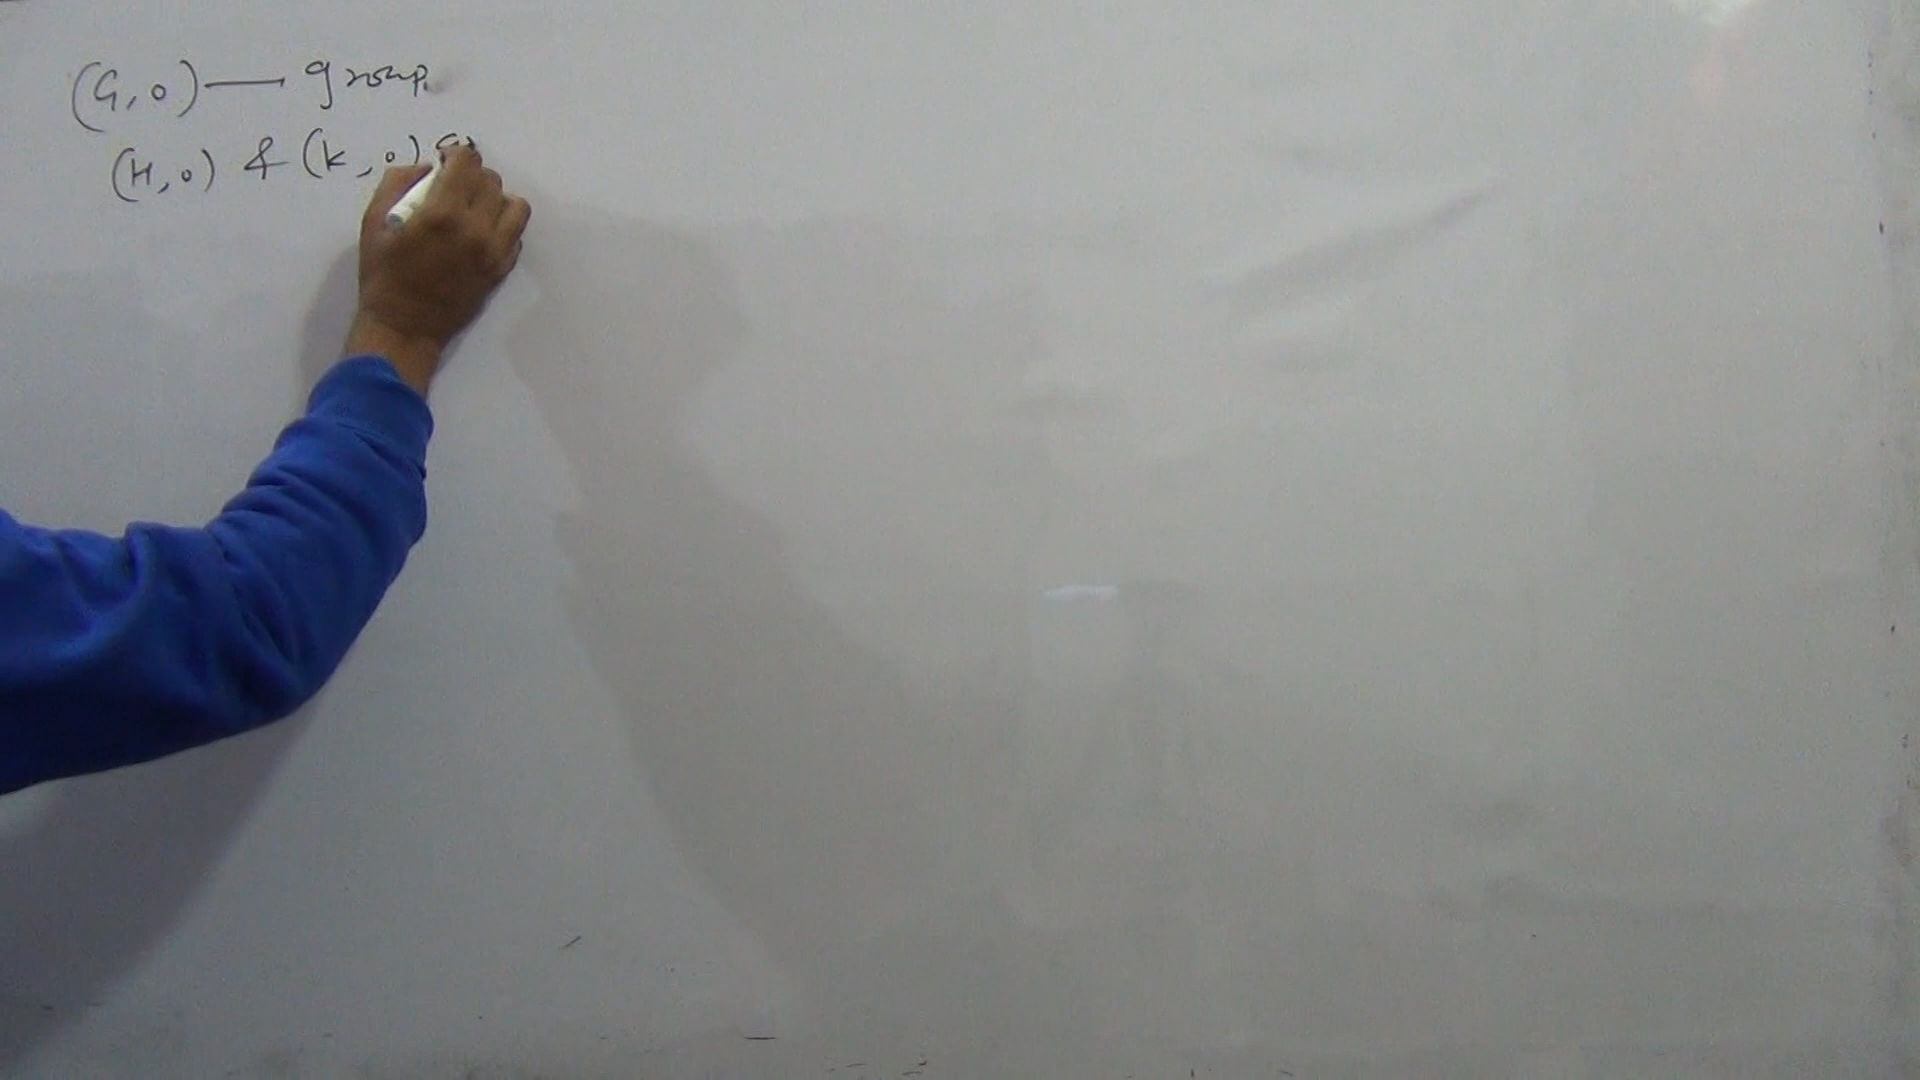 (G, o) — group.
(H, o) & (K, o)